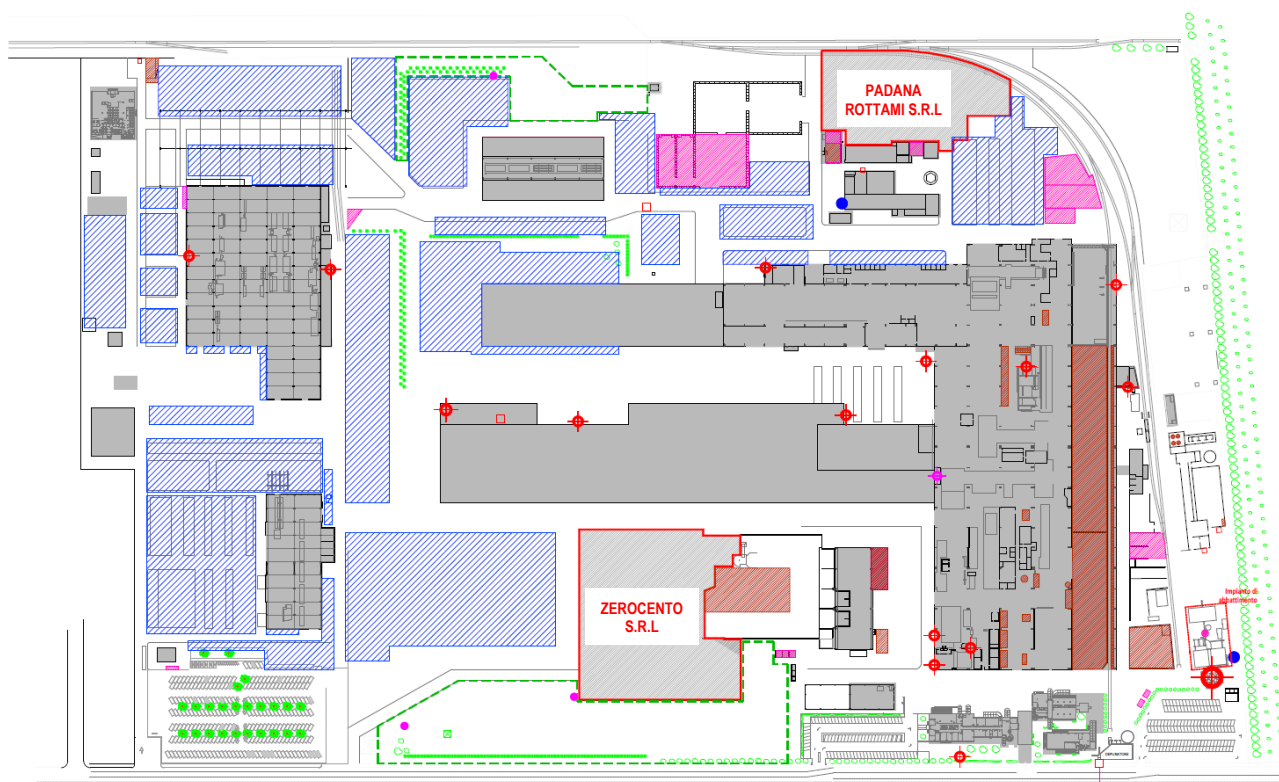 PADANA
ROTTAMI S.R.L
ZEROCENTO
S.R.L
Impianto di
abbattimento